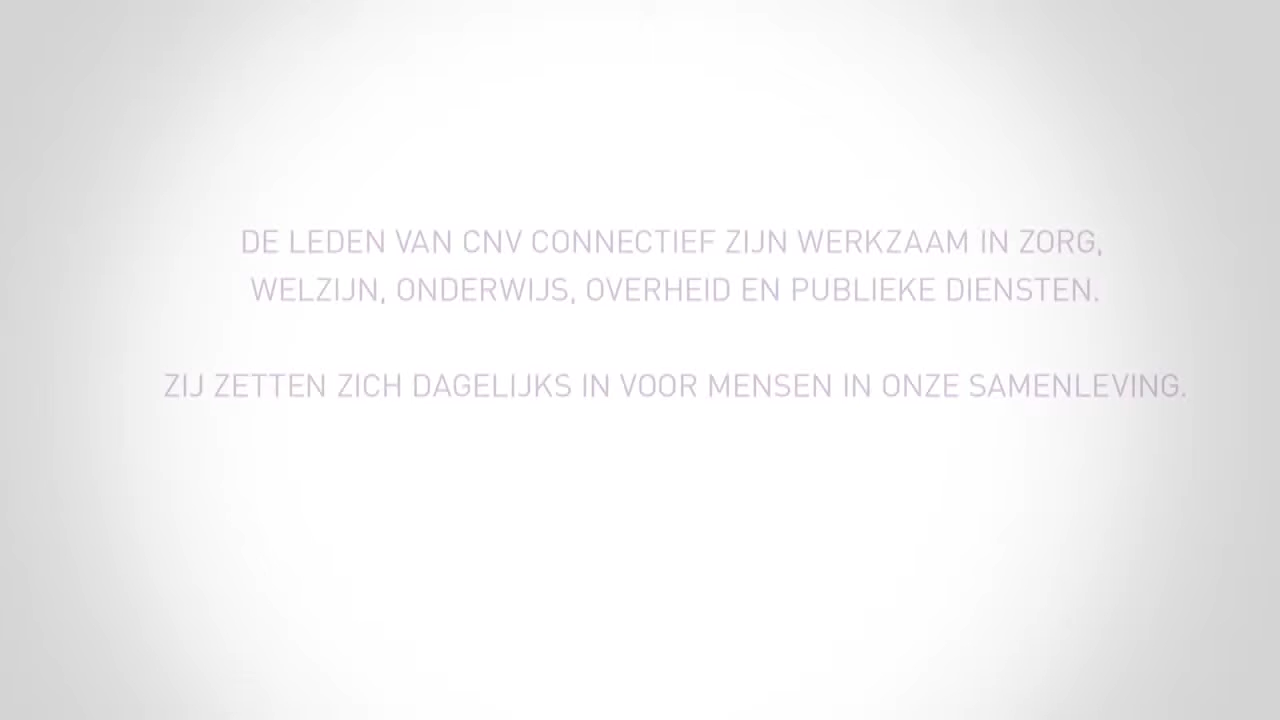 DE LEDEN VAN CNV CONNECTIEF ZIJN WERKZAAM IN ZORG,
WELZIJN, ONDERWIJS, OVERHEID EN PUBLIEKE DIENSTEN.
ZIJ ZETTEN ZICH DAGELIJKS IN VOOR MENSEN IN ONZE SAMENLEVING.